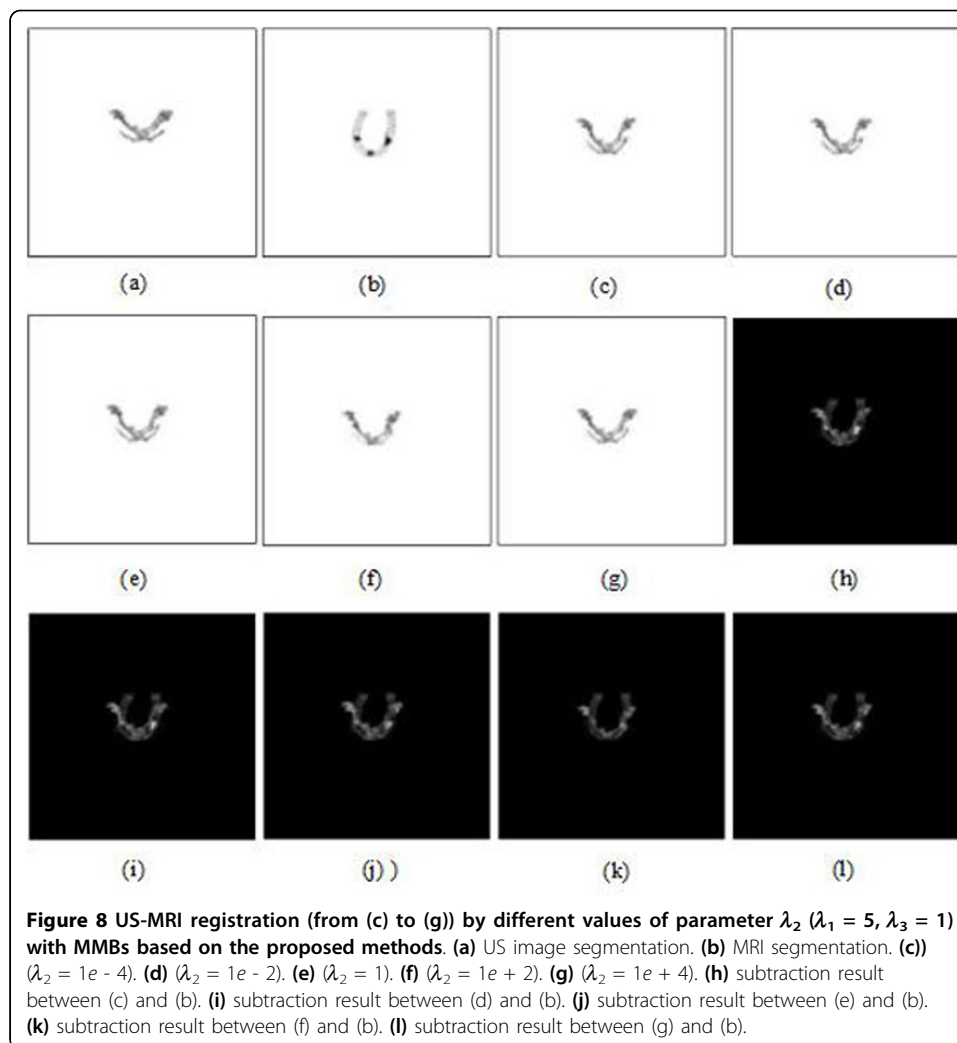 (a) (b) (c) (d)
(e) (f) (g) (h)
(i) (j) ) (k) (l)
Figure 8 US-MRI registration (from (c) to (g)) by different values of parameter λ₂ (λ₁ = 5, λ₃ = 1)
with MMBs based on the proposed methods. (a) US image segmentation. (b) MRI segmentation. (c))
(λ₂ = 1e - 4). (d) (λ₂ = 1e - 2). (e) (λ₂ = 1). (f) (λ₂ = 1e + 2). (g) (λ₂ = 1e + 4). (h) subtraction result
between (c) and (b). (i) subtraction result between (d) and (b). (j) subtraction result between (e) and (b).
(k) subtraction result between (f) and (b). (l) subtraction result between (g) and (b).